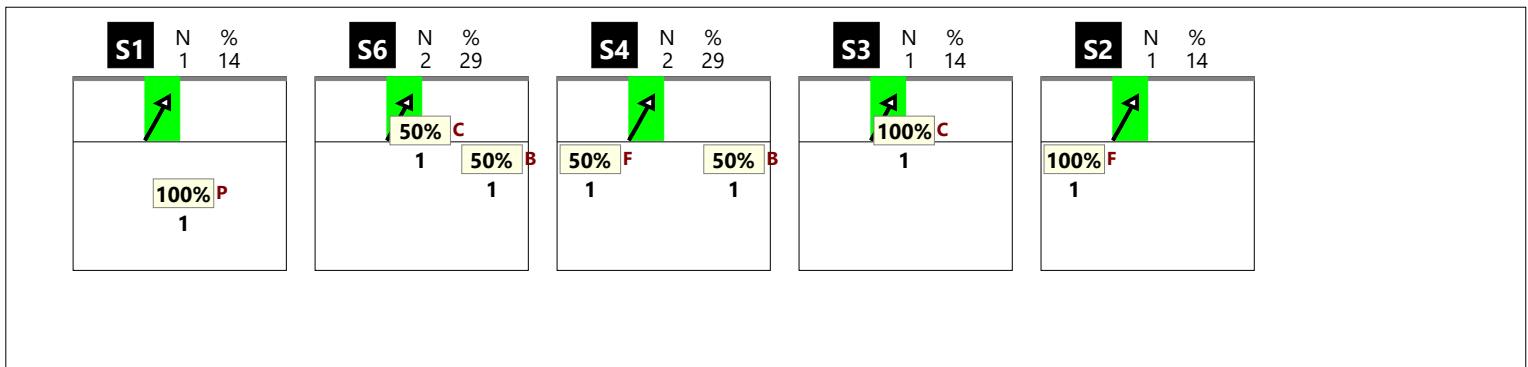 S1 N % S6 N % S4 N % S3 N % S2 N %
1 14 2 29 2 29 1 14 1 14
50% C 100% C
1 50% B 50% F 50% B 1 100% F
1 1 1 1
100% P
1